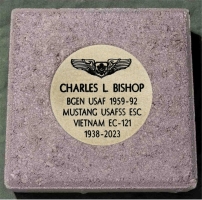 CHARLES L. BISHOP
BGEN USAF 1959-92
MUSTANG USAFSS ESC
VIETNAM EC-121
1938-2023